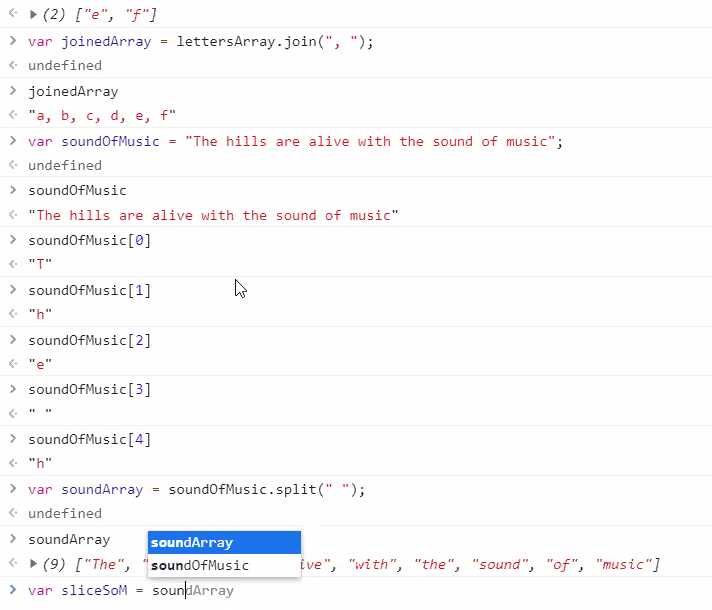 (2) ["e", "f"]
var joinedArray = lettersArray.join(", ");
undefined
joinedArray
"a, b, c, d, e, f"
var soundOfMusic = "The hills are alive with the sound of music";
undefined
soundOfMusic
"The hills are alive with the sound of music"
soundOfMusic[0]
"T"
soundOfMusic[1]
"h"
soundOfMusic[2]
"e"
soundOfMusic[3]
" "
soundOfMusic[4]
"h"
var soundArray = soundOfMusic.split(" ");
undefined
soundArray
soundArray
(9) ["The", "ive", "with", "the", "sound", "of", "music"]
soundOfMusic
var sliceSoM = soundArray